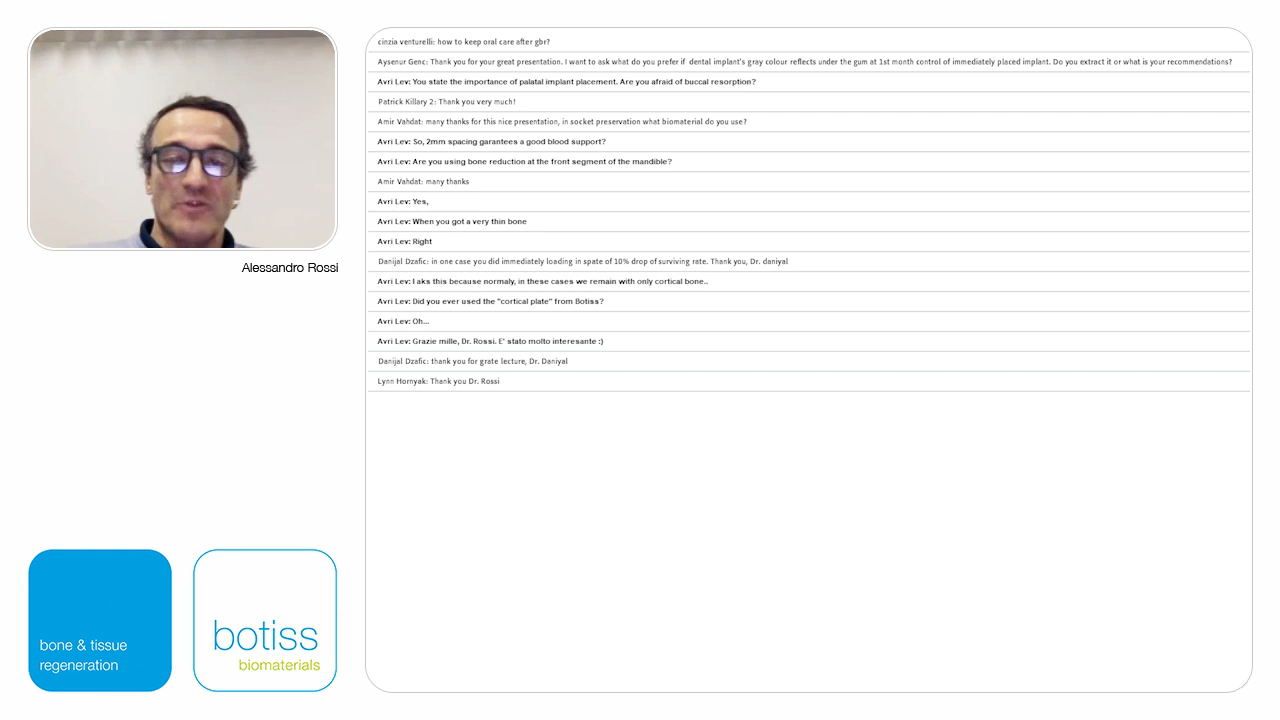 cinzia venturelli: how to keep oral care after gbr?
Aysenur Genc: Thank you for your great presentation. I want to ask what do you prefer if dental implant's gray colour reflects under the gum at 1st month control of immediately placed implant. Do you extract it or what is your recommendations?
Avri Lev: You state the importance of palatal implant placement. Are you afraid of buccal resorption?
Patrick Killary 2: Thank you very much!
Amir Vahdat: many thanks for this nice presentation, in socket preservation what biomaterial do you use?
Avri Lev: So, 2mm spacing garantees a good blood support?
Avri Lev: Are you using bone reduction at the front segment of the mandible?
Amir Vahdat: many thanks
Avri Lev: Yes,
Avri Lev: When you got a very thin bone
Avri Lev: Right
Danijal Dzafic: in one case you did immediately loading in spate of 10% drop of surviving rate. Thank you, Dr. daniyal
Avri Lev: I aks this because normaly, in these cases we remain with only cortical bone..
Avri Lev: Did you ever used the "cortical plate" from Botiss?
Avri Lev: Oh...
Avri Lev: Grazie mille, Dr. Rossi. E' stato molto interesante :)
Danijal Dzafic: thank you for grate lecture, Dr. Daniyal
Lynn Hornyak: Thank you Dr. Rossi
Alessandro Rossi
bone & tissue
regeneration
botiss
biomaterials